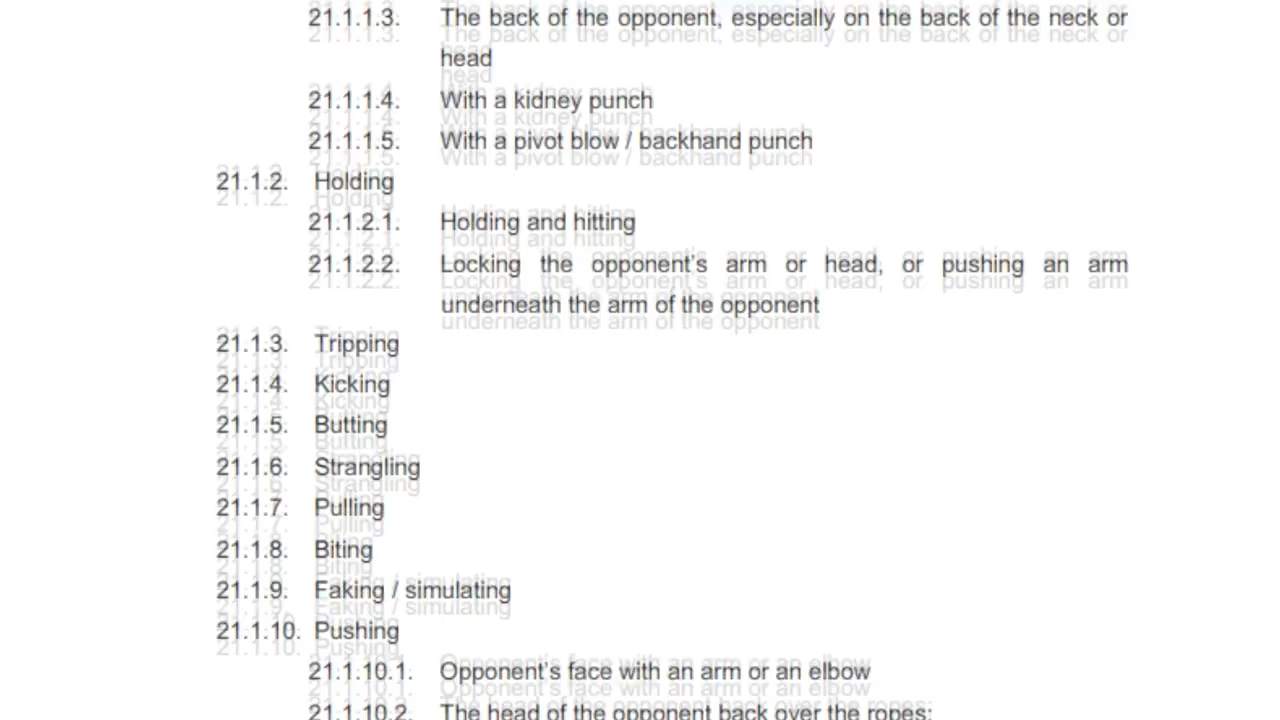 21.1.1.3. The back of the opponent, especially on the back of the neck or
head
21.1.1.4. With a kidney punch
21.1.1.5. With a pivot blow / backhand punch
21.1.2. Holding
21.1.2.1. Holding and hitting
21.1.2.2. Locking the opponent's arm or head, or pushing an arm
underneath the arm of the opponent
21.1.3. Tripping
21.1.4. Kicking
21.1.5. Butting
21.1.6. Strangling
21.1.7. Pulling
21.1.8. Biting
21.1.9. Faking / simulating
21.1.10. Pushing
21.1.10.1. Opponent's face with an arm or an elbow
21.1.10.2. The head of the opponent back over the ropes;